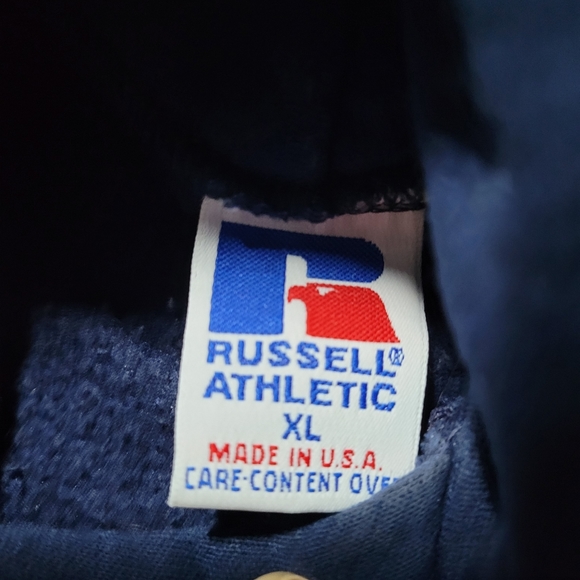 RUSSELL®
ATHLETIC
XL
MADE IN U.S.A.
CARE-CONTENT